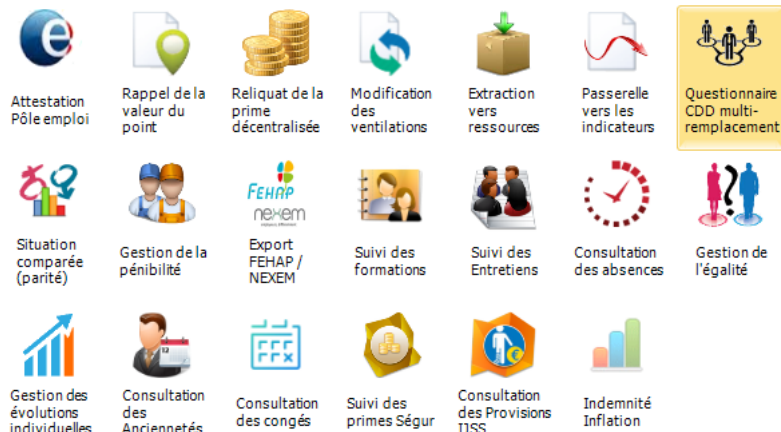 Attestation
Pôle emploi
Rappel de la
valeur du
point
Reliquat de la
prime
décentralisée
Modification
des
ventilations
Extraction
vers
ressources
Passerelle
vers les
indicateurs
Questionnaire
CDD multi-
remplacement
Situation
comparée
(parité)
Gestion de la
pénibilité
FEHAP
nexem
Export
FEHAP /
NEXEM
Suivi des
formations
Suivi des
Entretiens
Consultation
des absences
Gestion de
l'égalité
Gestion des
évolutions
individuelles
12
Consultation
des
Anciennetés
Consultation
des congés
Suivi des
primes Ségur
Consultation
des Provisions
IJSS
Indemnité
Inflation